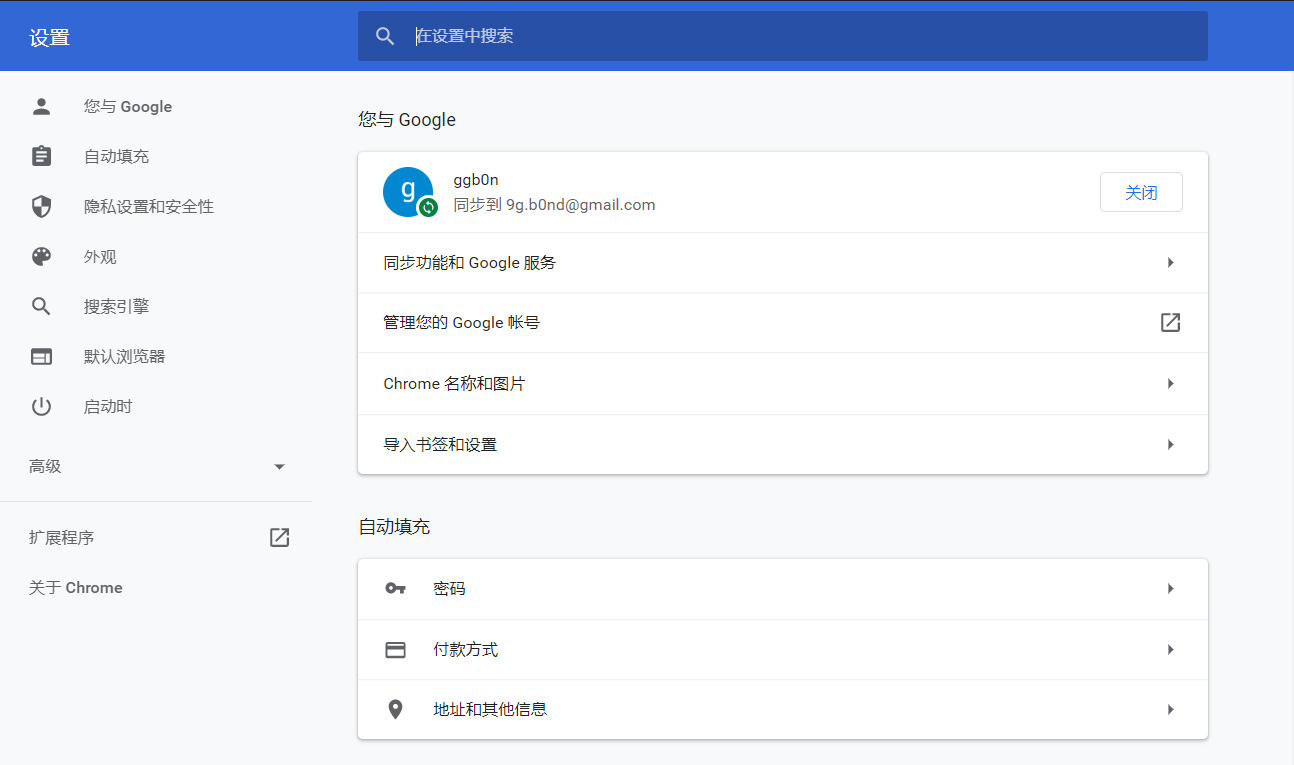 设置
在设置中搜索
您与 Google
自动填充
隐私设置和安全性
外观
搜索引擎
默认浏览器
启动时
高级
扩展程序
关于 Chrome
您与 Google
g
ggb0n
同步到 9g.b0nd@gmail.com
关闭
同步功能和 Google 服务
管理您的 Google 帐号
Chrome 名称和图片
导入书签和设置
自动填充
密码
付款方式
地址和其他信息